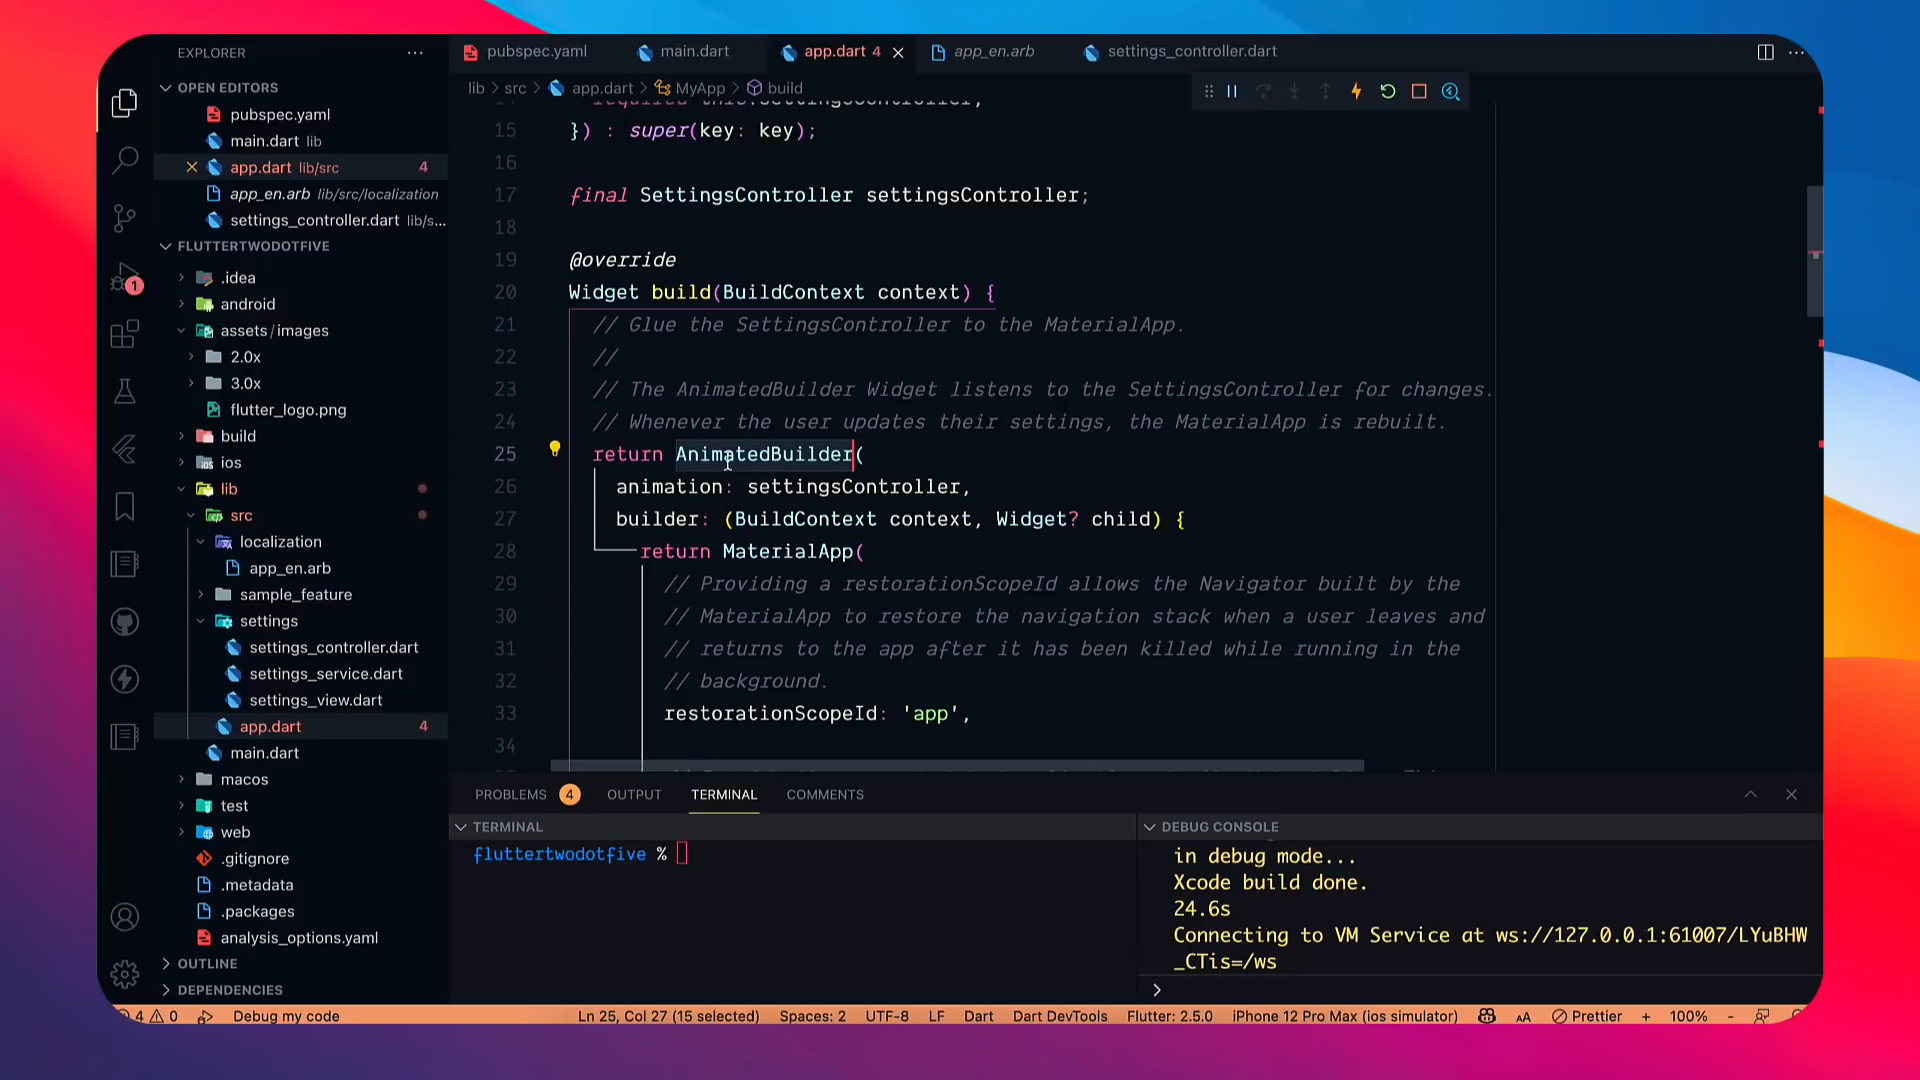 EXPLORER
OPEN EDITORS
pubspec.yaml
main.dart lib
app.dart lib/src 4
app_en.arb lib/src/localization
settings_controller.dart lib/s...
FLUTTERTWODOTFIVE
.idea
android
assets/images
2.0x
3.0x
flutter_logo.png
build
ios
lib
src
localization
app_en.arb
sample_feature
settings
settings_controller.dart
settings_service.dart
settings_view.dart
app.dart 4
main.dart
macos
test
web
.gitignore
.metadata
.packages
analysis_options.yaml
OUTLINE
DEPENDENCIES
1
pubspec.yaml main.dart app.dart 4 app_en.arb settings_controller.dart
lib > src > app.dart > MyApp > build
required this.settingsController,
15 }) : super(key: key);
16
17 final SettingsController settingsController;
18
19 @override
20 Widget build(BuildContext context) {
21 // Glue the SettingsController to the MaterialApp.
22 //
23 // The AnimatedBuilder Widget listens to the SettingsController for changes.
24 // Whenever the user updates their settings, the MaterialApp is rebuilt.
25 return AnimatedBuilder(
26 animation: settingsController,
27 builder: (BuildContext context, Widget? child) {
28 return MaterialApp(
29 // Providing a restorationScopeId allows the Navigator built by the
30 // MaterialApp to restore the navigation stack when a user leaves and
31 // returns to the app after it has been killed while running in the
32 // background.
33 restorationScopeId: 'app',
34
PROBLEMS 4 OUTPUT TERMINAL COMMENTS
TERMINAL
fluttertwodotfive %
DEBUG CONSOLE
in debug mode...
Xcode build done.
24.6s
Connecting to VM Service at ws://127.0.0.1:61007/LYuBHW
_CTis=/ws
>
4 0 Debug my code Ln 25, Col 27 (15 selected) Spaces: 2 UTF-8 LF Dart Dart DevTools Flutter: 2.5.0 iPhone 12 Pro Max (ios simulator) AA Prettier + 100% -